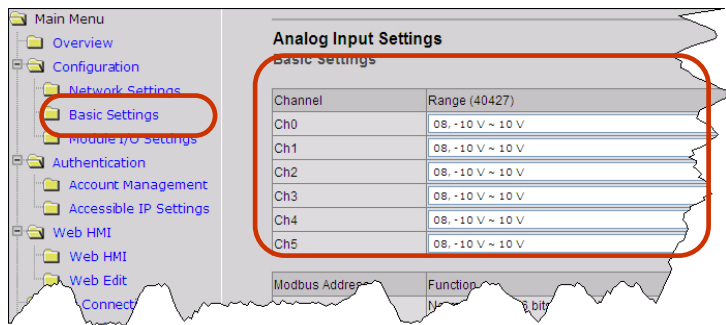 Main Menu
Overview
Configuration
Network Settings
Basic Settings
Module I/O Settings
Authentication
Account Management
Accessible IP Settings
Web HMI
Web HMI
Web Edit
Connect
Analog Input Settings
Basic Settings
Channel Range (40427)
Ch0 08, -10 V ~ 10 V
Ch1 08, -10 V ~ 10 V
Ch2 08, -10 V ~ 10 V
Ch3 08, -10 V ~ 10 V
Ch4 08, -10 V ~ 10 V
Ch5 08, -10 V ~ 10 V
Modbus Address Function
bits